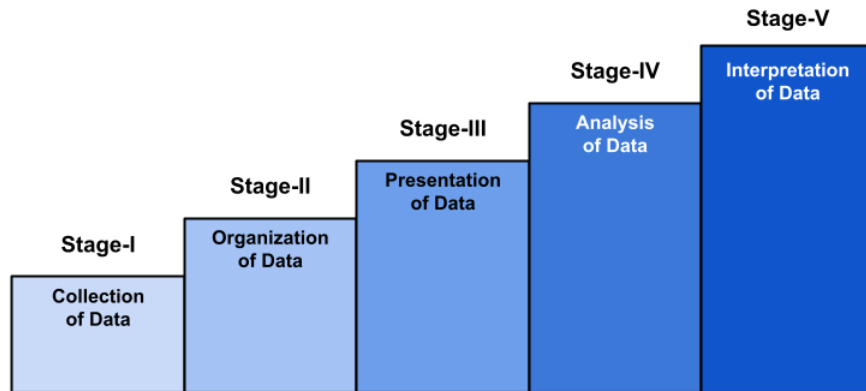 Stage-I
Collection
of Data
Stage-II
Organization
of Data
Stage-III
Presentation
of Data
Stage-IV
Analysis
of Data
Stage-V
Interpretation
of Data